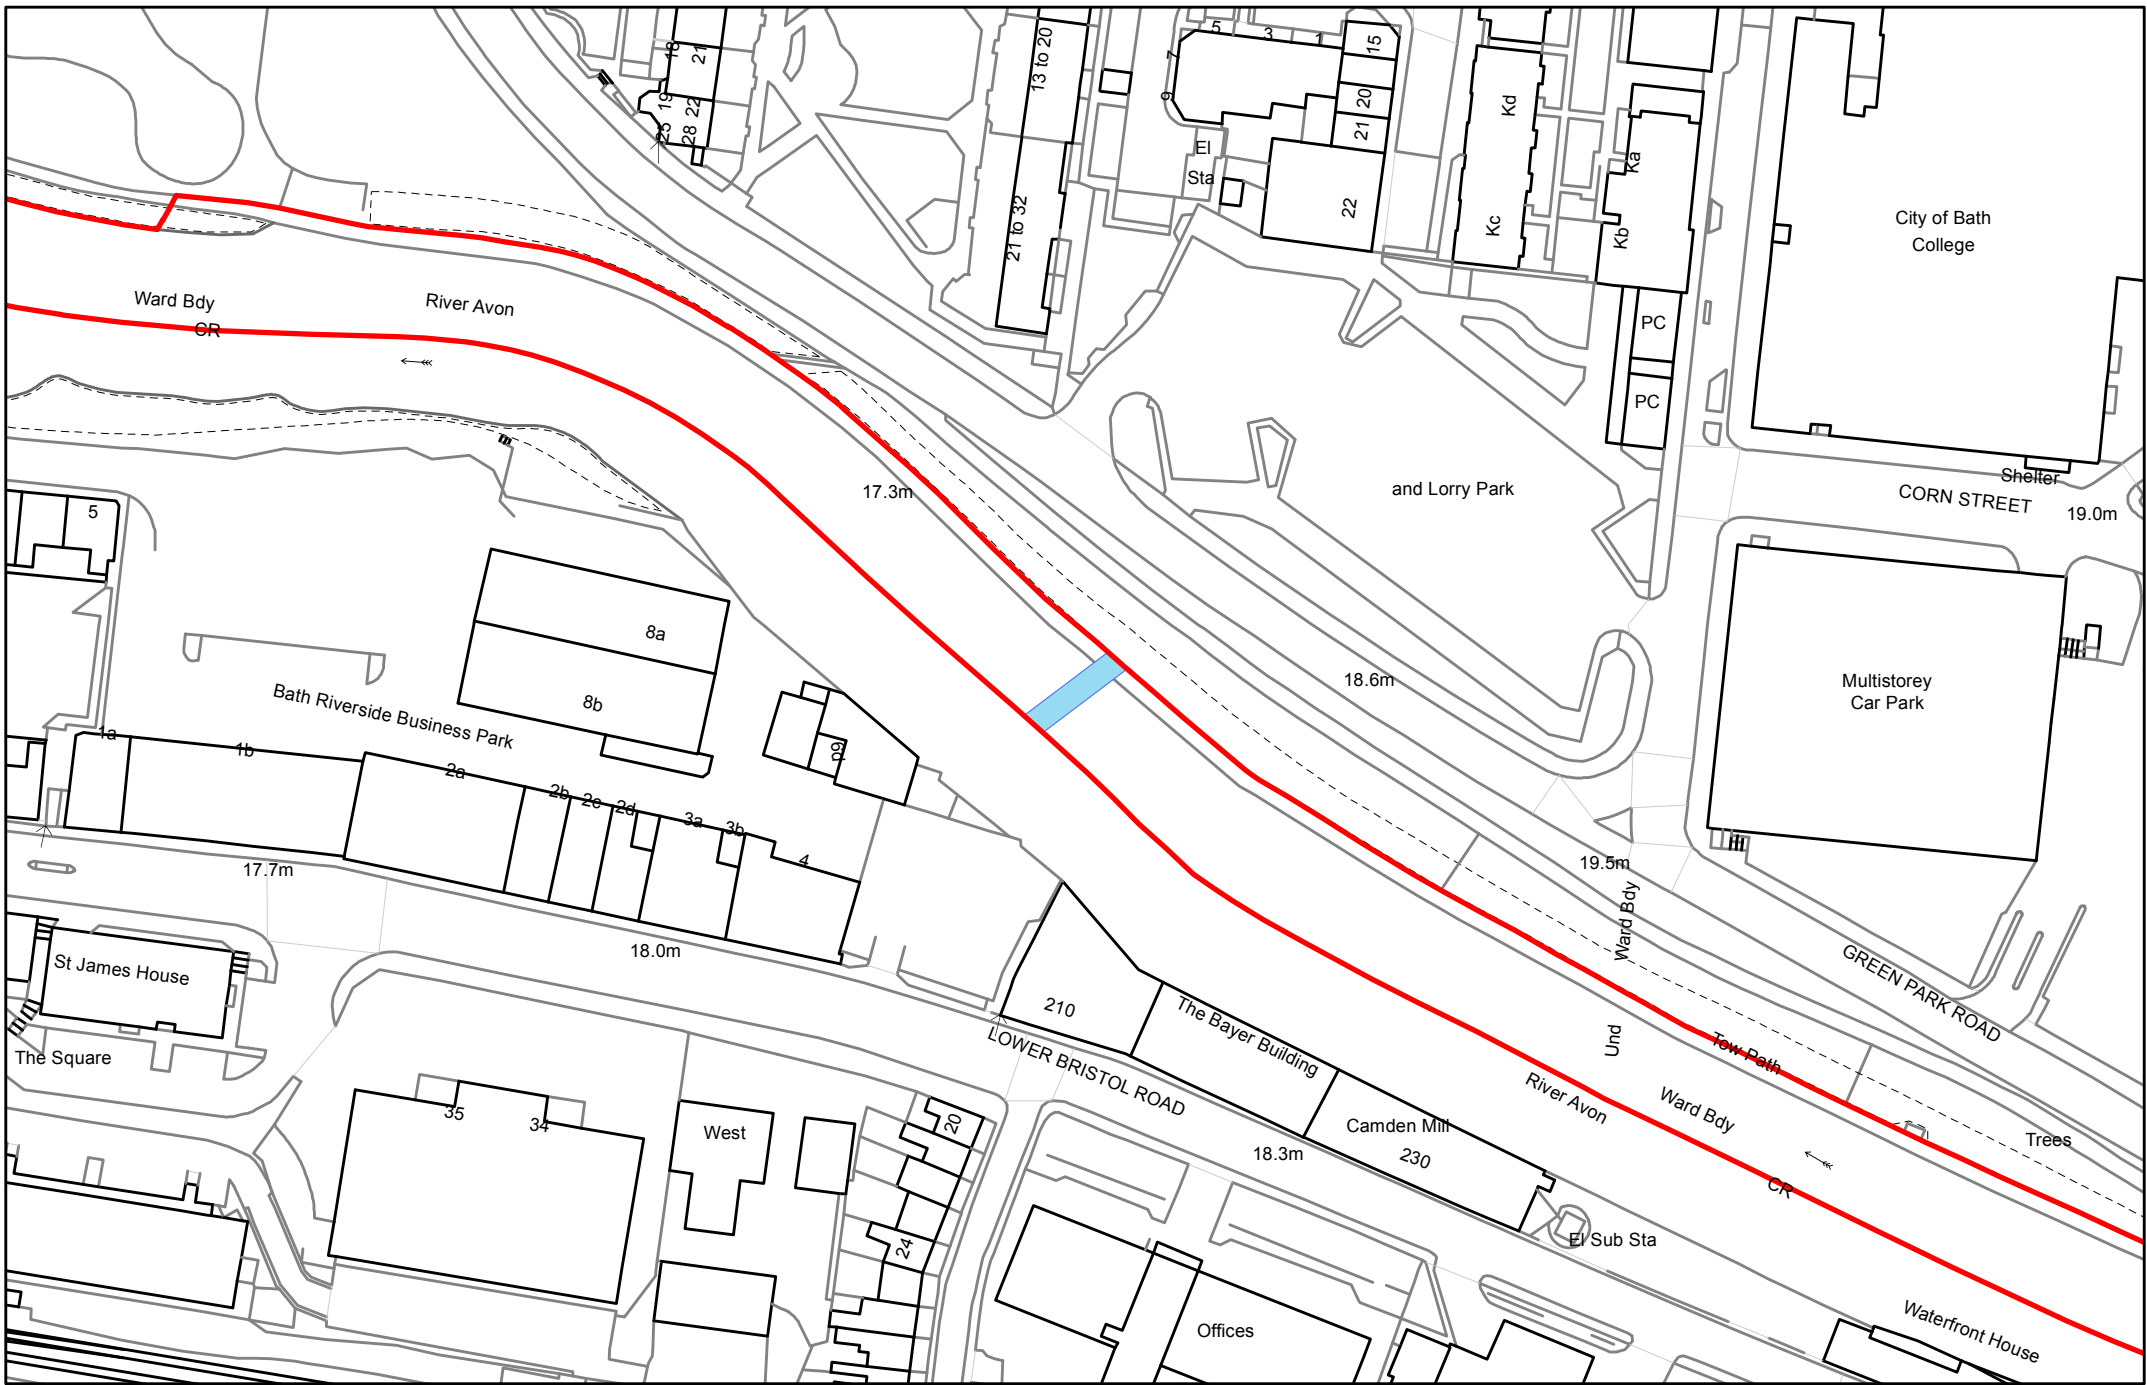 18
21
19
22
25
28
13 to 20
21 to 32
5
3
1
7
9
15
20
21
El
Sta
22
Kd
Kc
Ka
Kb
City of Bath
College
PC
PC
Ward Bdy
CR
River Avon
17.3m
and Lorry Park
Shelter
CORN STREET
19.0m
5
8a
8b
Bath Riverside Business Park
18.6m
Multistorey
Car Park
1a
1b
2a
2b
2c
2d
3a
3b
4
17.7m
18.0m
19.5m
Ward Bdy
GREEN PARK ROAD
St James House
The Square
210
The Bayer Building
LOWER BRISTOL ROAD
Und
Tow Path
River Avon
Ward Bdy
Trees
35
34
West
20
Camden Mill
230
18.3m
CR
24
El Sub Sta
Offices
Waterfront House